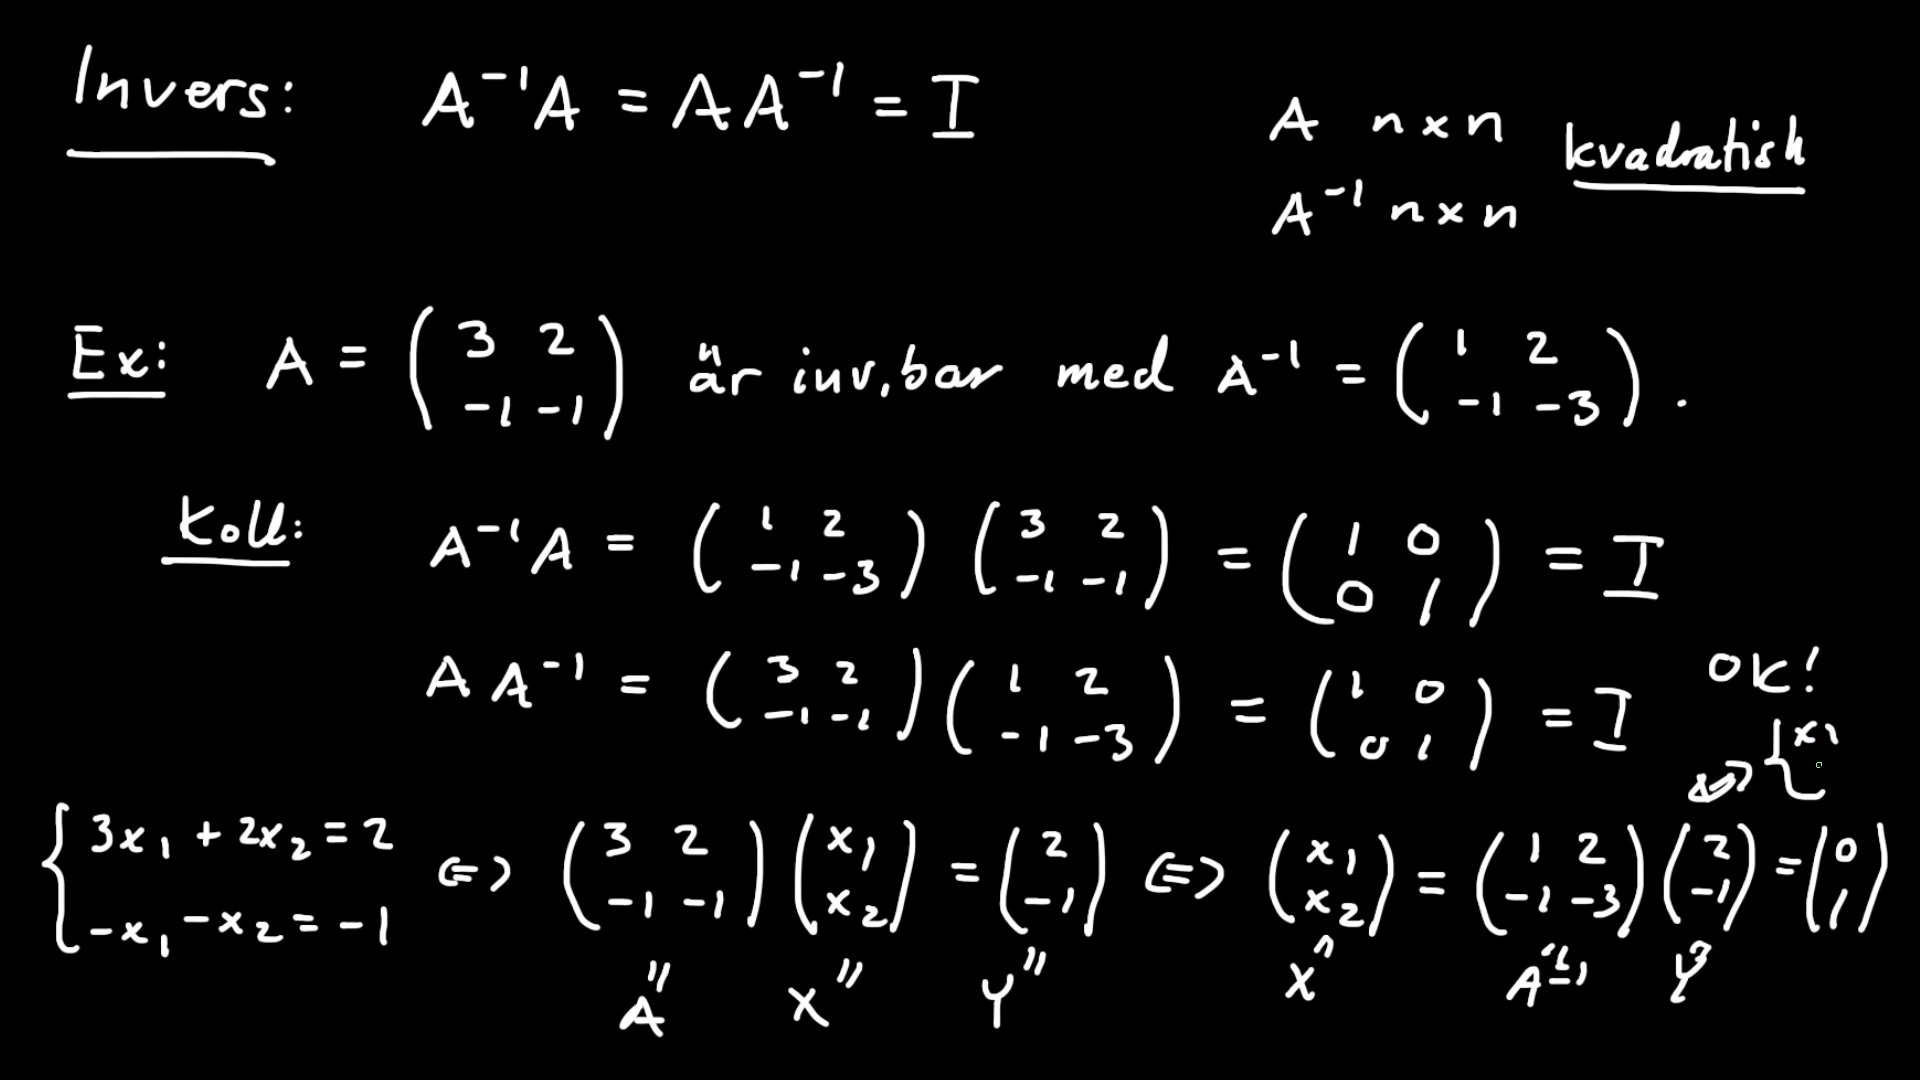 Invers: A⁻¹A = AA⁻¹ = I
A n×n kvadratisk
A⁻¹ n×n
Ex: A = (3 2; -1 -1) är inv.bar med A⁻¹ = (1 2; -1 -3).
Koll: A⁻¹A = (1 2; -1 -3) (3 2; -1 -1) = (1 0; 0 1) = I
AA⁻¹ = (3 2; -1 -1) (1 2; -1 -3) = (1 0; 0 1) = I OK!
⇔ { x₁
{ 3x₁ + 2x₂ = 2; -x₁ - x₂ = -1 ⇔ (3 2; -1 -1) (x₁; x₂) = (2; -1) ⇔ (x₁; x₂) = (1 2; -1 -3) (2; -1) = (0; 1)
A X Y X A⁻¹ Y